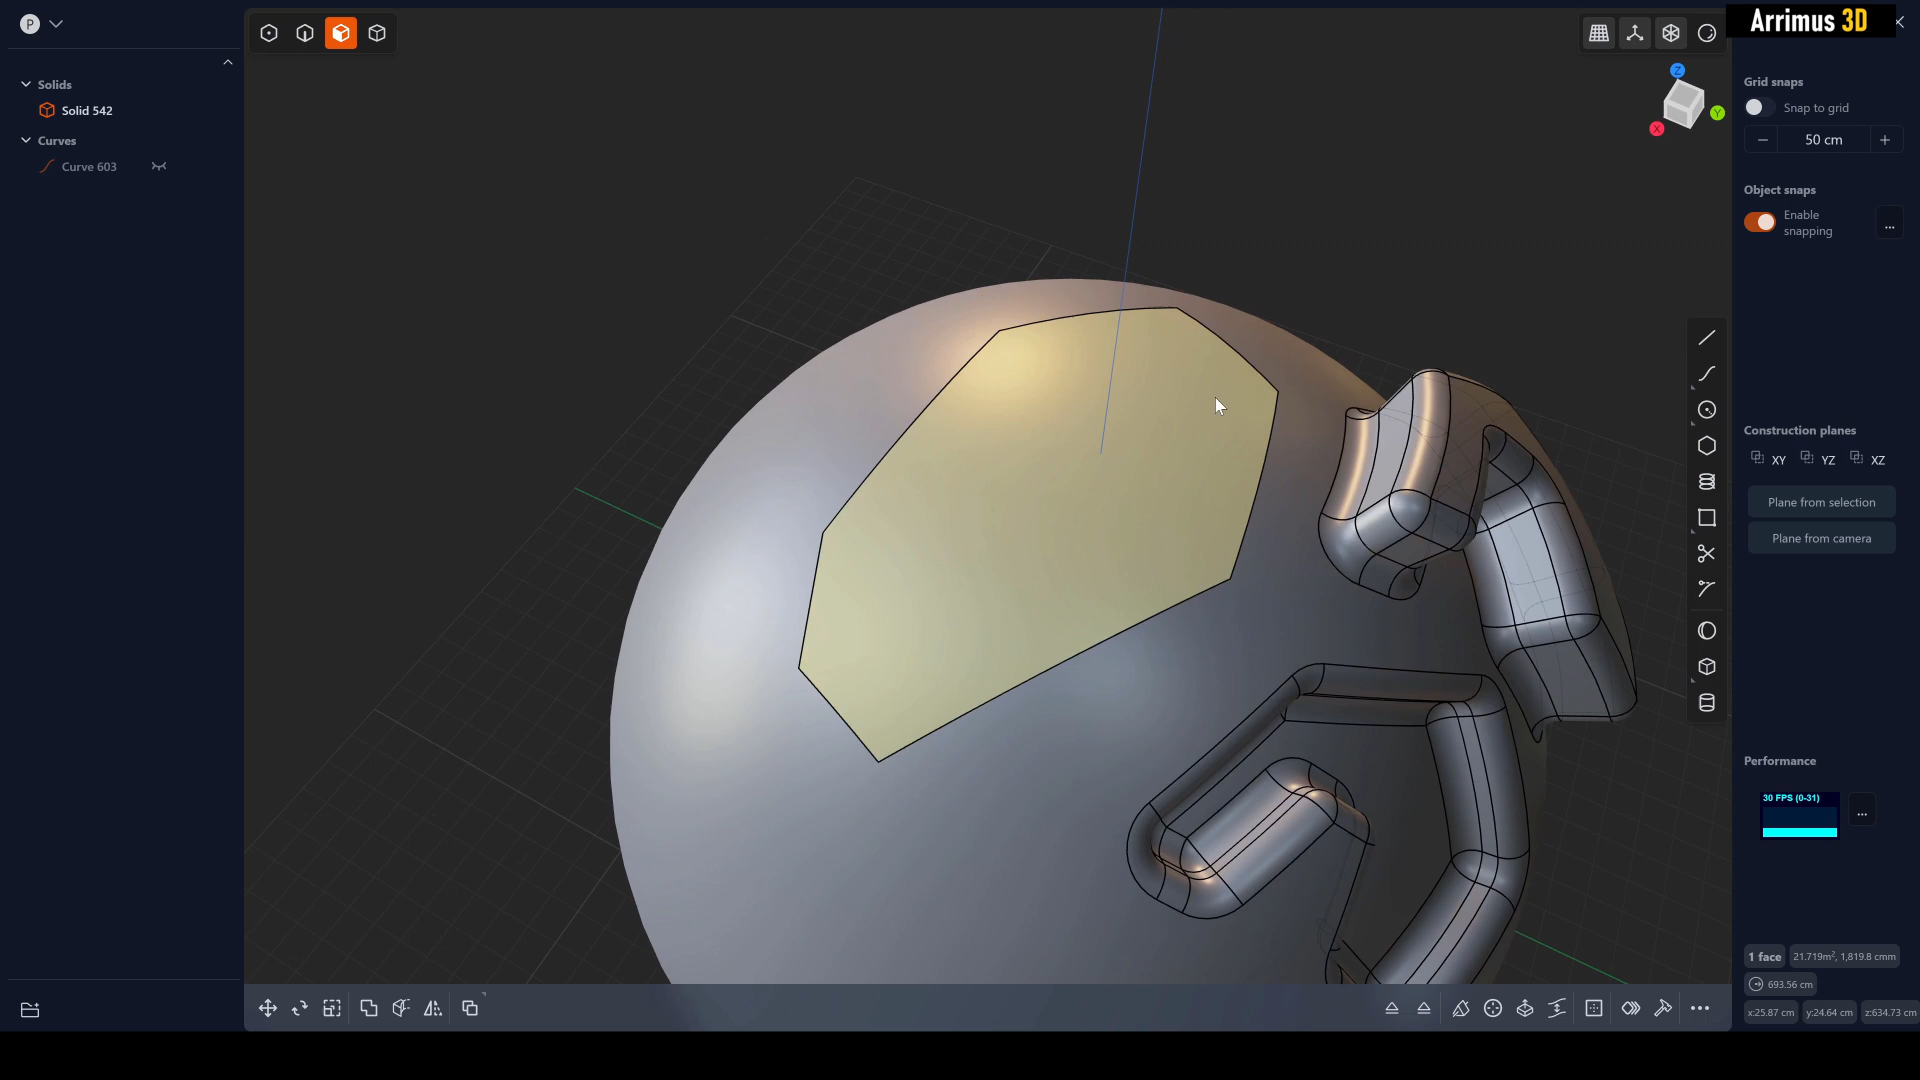 P
Arrimus 3D
Solids
Solid 542
Curves
Curve 603
Z
Y
X
Grid snaps
Snap to grid
50 cm
Object snaps
Enable
snapping
...
Construction planes
XY
YZ
XZ
Plane from selection
Plane from camera
Performance
30 FPS (0-31)
...
1 face
21.719m², 1,819.8 cmm
693.56 cm
x:25.87 cm
y:24.64 cm
z:634.73 cm